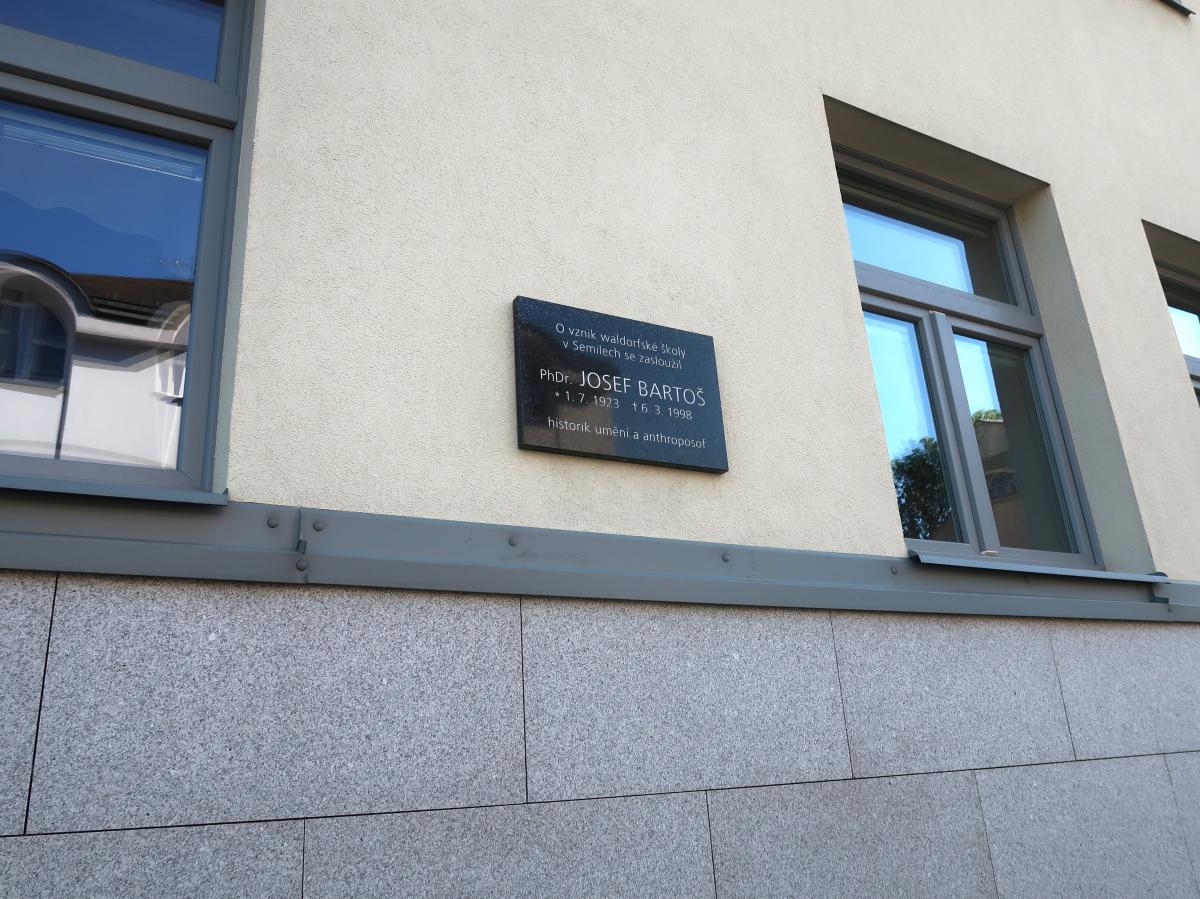 O vznik waldorfské školy
v Semilech se zasloužil
PhDr. JOSEF BARTOŠ
* 1. 7. 1923 † 6. 3. 1998
historik umění a anthroposof